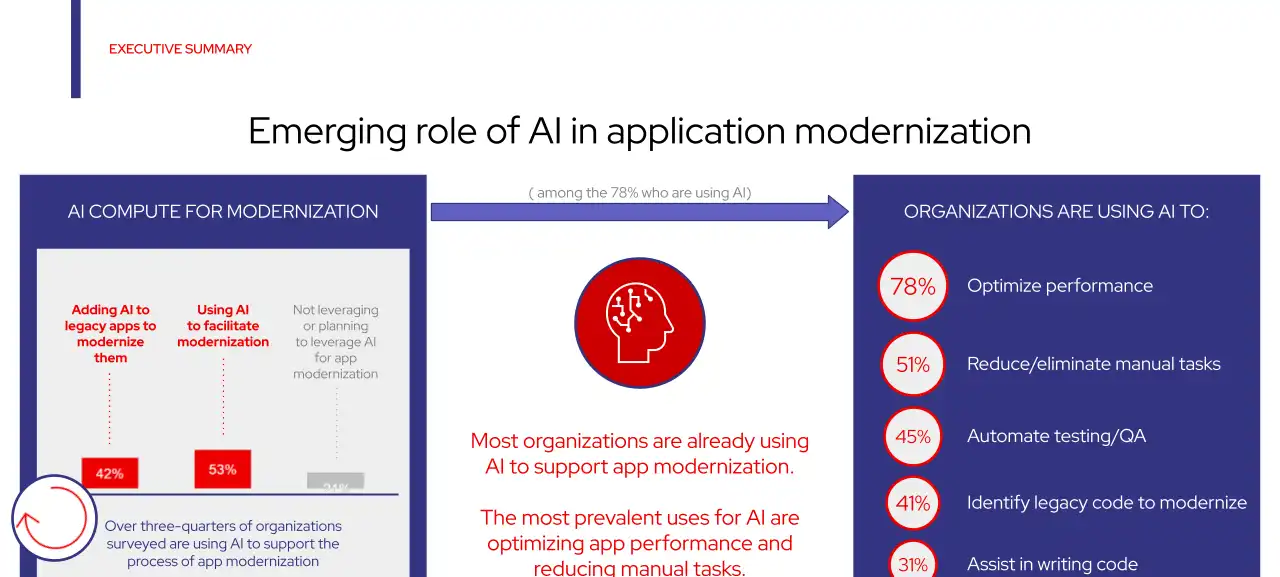 EXECUTIVE SUMMARY
Emerging role of AI in application modernization
AI COMPUTE FOR MODERNIZATION
Adding AI to
legacy apps to
modernize
them
Using AI
to facilitate
modernization
Not leveraging
or planning
to leverage AI
for app
modernization
42%
53%
Over three-quarters of organizations
surveyed are using AI to support the
process of app modernization
( among the 78% who are using AI)
Most organizations are already using
AI to support app modernization.
The most prevalent uses for AI are
optimizing app performance and
reducing manual tasks.
ORGANIZATIONS ARE USING AI TO:
78% Optimize performance
51% Reduce/eliminate manual tasks
45% Automate testing/QA
41% Identify legacy code to modernize
31% Assist in writing code